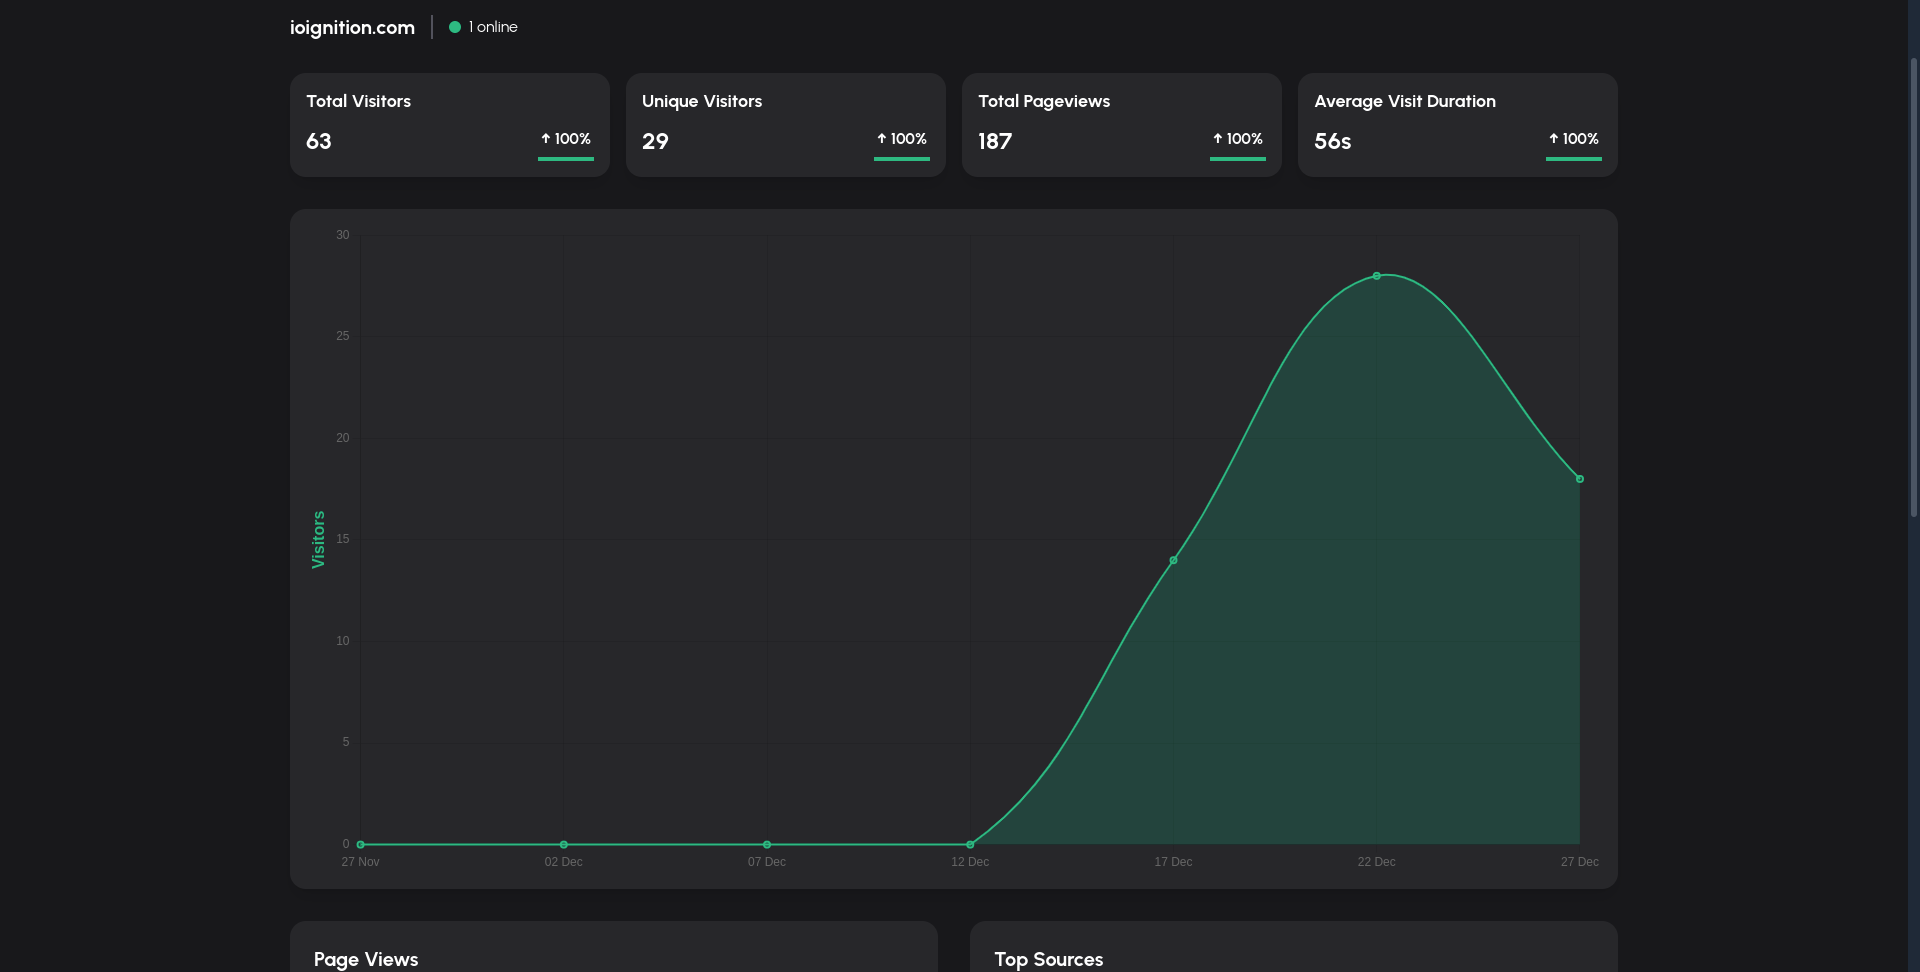 ioignition.com
1 online
Total Visitors
63
↑ 100%
Unique Visitors
29
↑ 100%
Total Pageviews
187
↑ 100%
Average Visit Duration
56s
↑ 100%
30
25
20
15
10
5
0
Visitors
27 Nov
02 Dec
07 Dec
12 Dec
17 Dec
22 Dec
27 Dec
Page Views
Top Sources